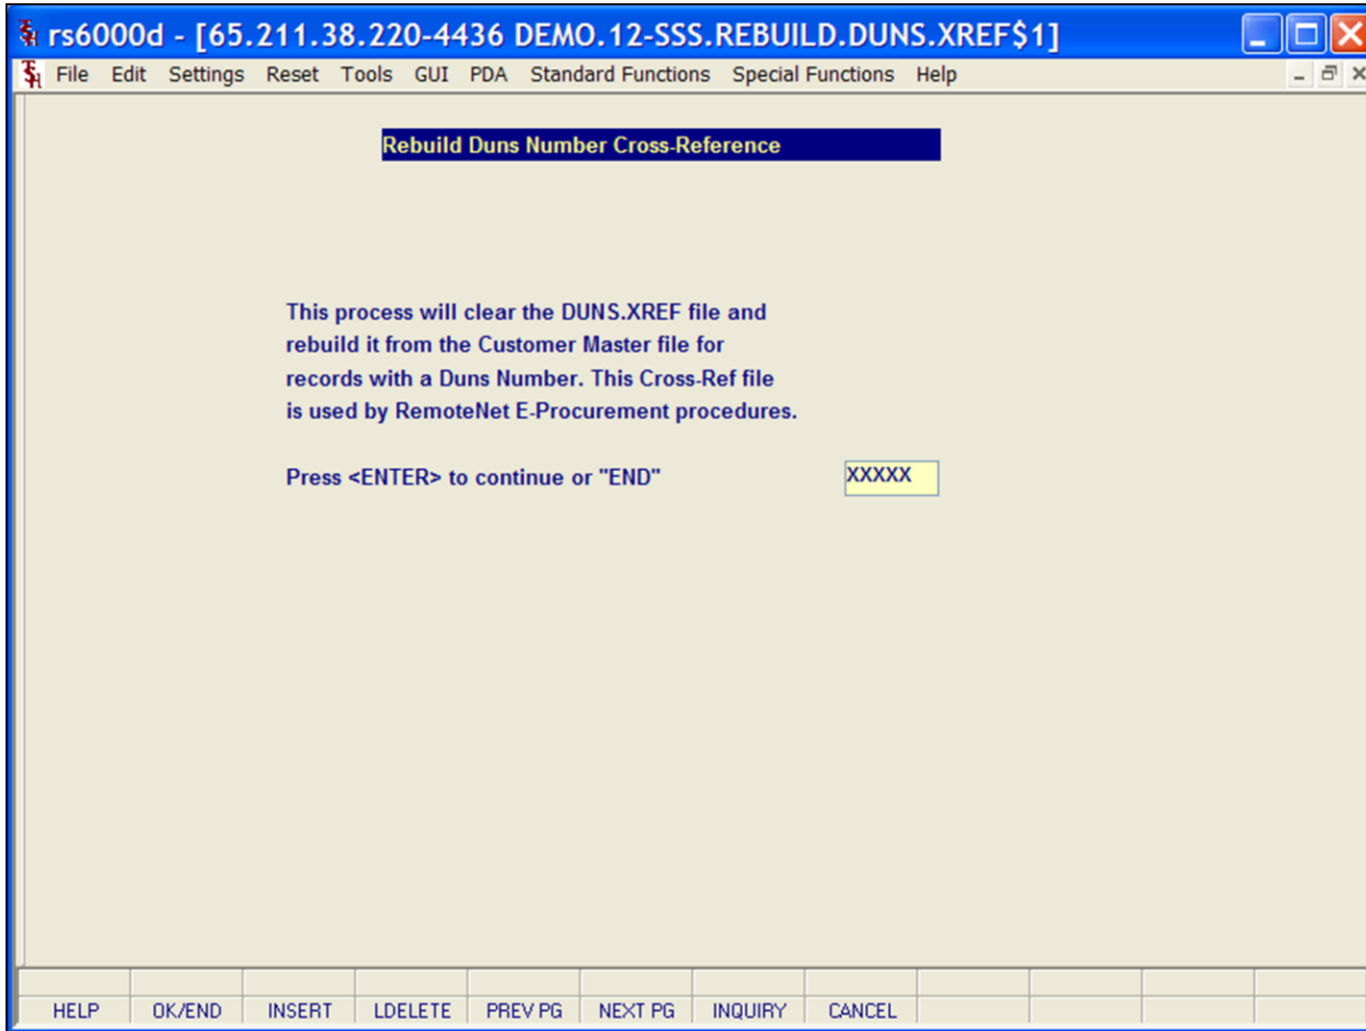 rs6000d - [65.211.38.220-4436 DEMO.12-SSS.REBUILD.DUNS.XREF$1]
File Edit Settings Reset Tools GUI PDA Standard Functions Special Functions Help
Rebuild Duns Number Cross-Reference
This process will clear the DUNS.XREF file and
rebuild it from the Customer Master file for
records with a Duns Number. This Cross-Ref file
is used by RemoteNet E-Procurement procedures.
Press <ENTER> to continue or "END" XXXXX
HELP OK/END INSERT LDELETE PREV PG NEXT PG INQUIRY CANCEL